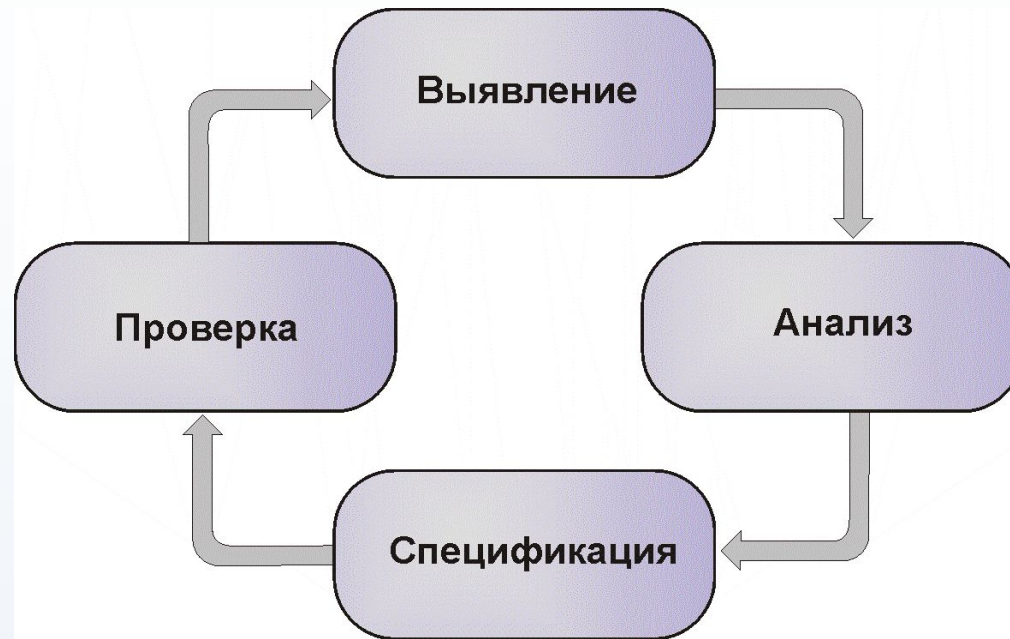 Выявление
Анализ
Спецификация
Проверка